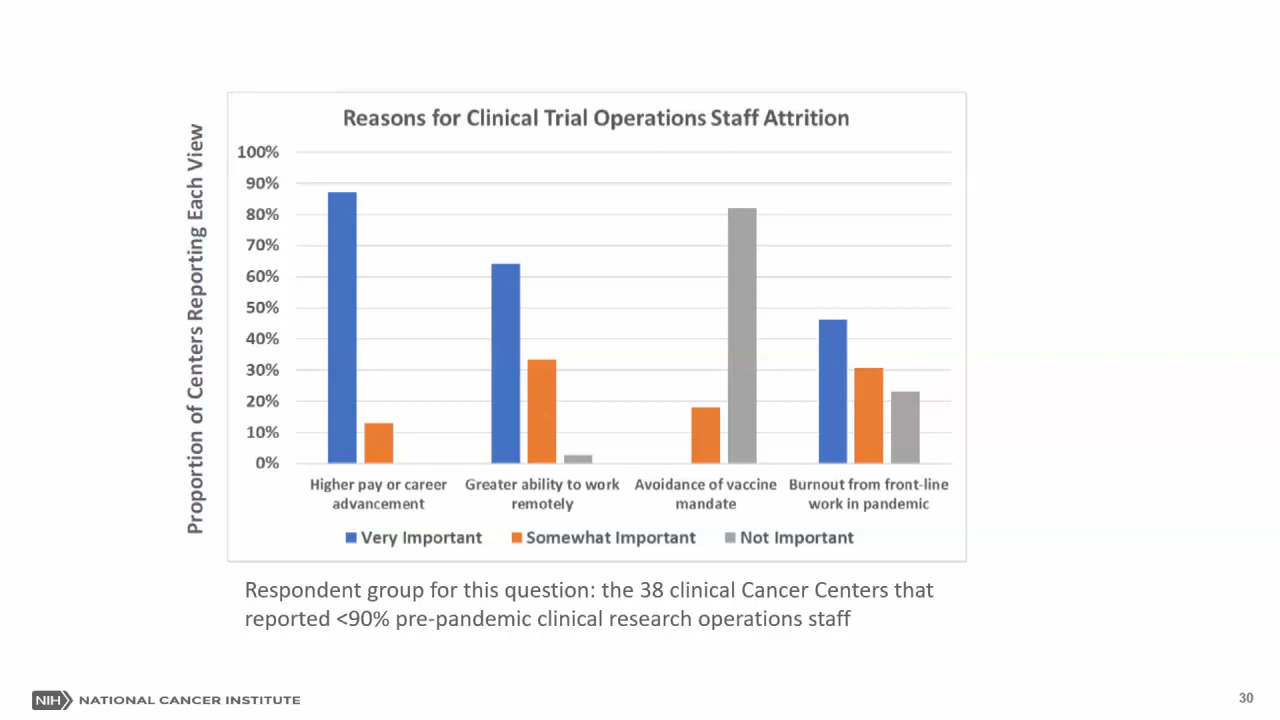 Reasons for Clinical Trial Operations Staff Attrition
Proportion of Centers Reporting Each View
100%
90%
80%
70%
60%
50%
40%
30%
20%
10%
0%
Higher pay or career
advancement
Greater ability to work
remotely
Avoidance of vaccine
mandate
Burnout from front-line
work in pandemic
Very Important
Somewhat Important
Not Important
Respondent group for this question: the 38 clinical Cancer Centers that
reported <90% pre-pandemic clinical research operations staff
NIH NATIONAL CANCER INSTITUTE
30